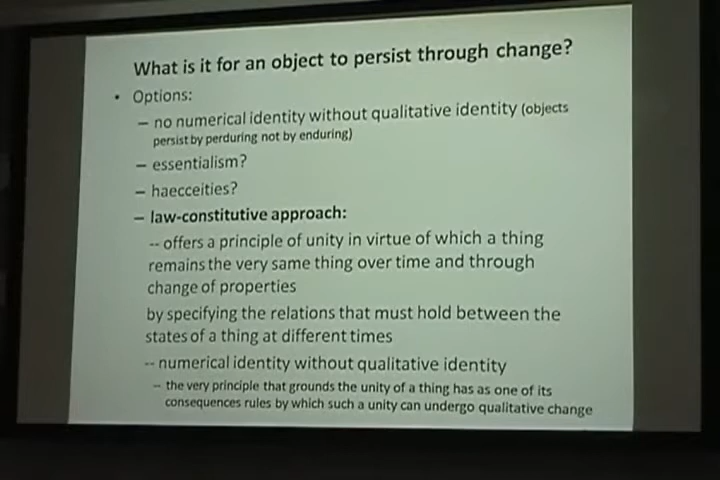 What is it for an object to persist through change?
• Options:
– no numerical identity without qualitative identity (objects
persist by perduring not by enduring)
– essentialism?
– haecceities?
– law-constitutive approach:
-- offers a principle of unity in virtue of which a thing
remains the very same thing over time and through
change of properties
by specifying the relations that must hold between the
states of a thing at different times
-- numerical identity without qualitative identity
– the very principle that grounds the unity of a thing has as one of its
consequences rules by which such a unity can undergo qualitative change